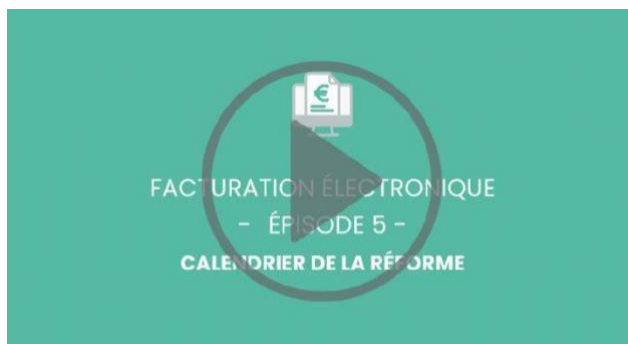 €
FACTURATION ÉLECTRONIQUE
- ÉPISODE 5 -
CALENDRIER DE LA RÉFORME